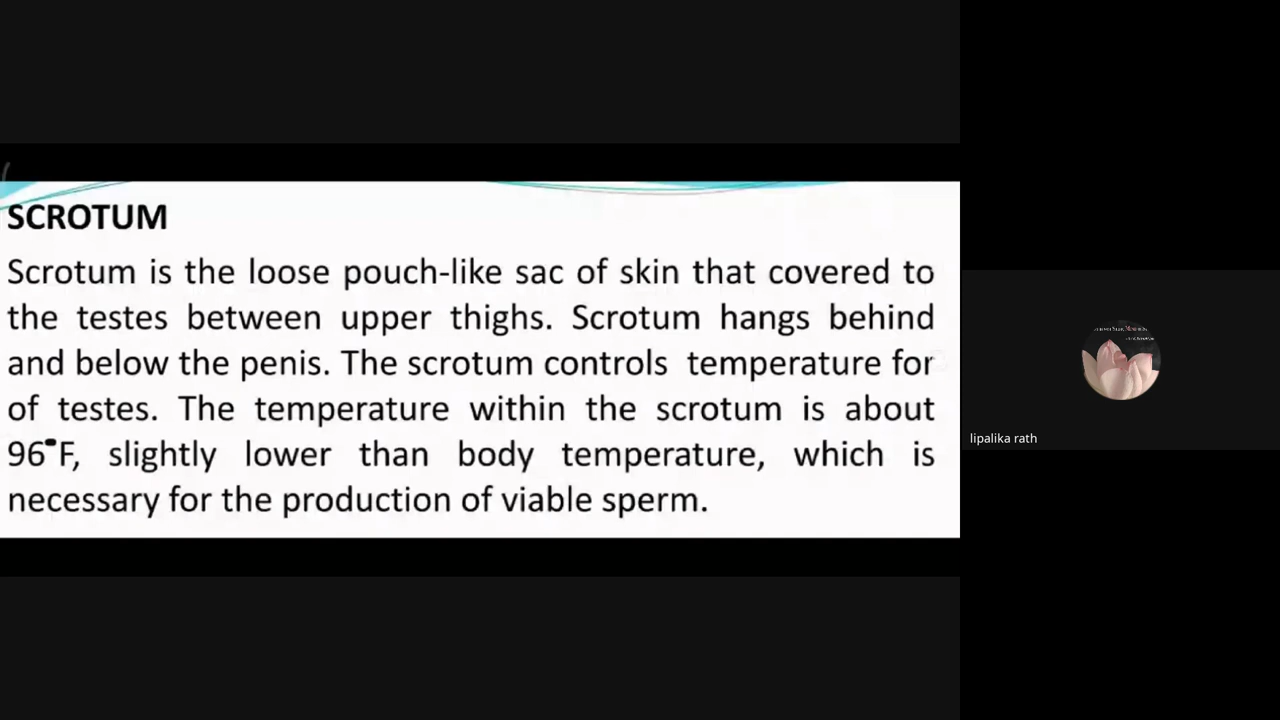 SCROTUM
Scrotum is the loose pouch-like sac of skin that covered to
the testes between upper thighs. Scrotum hangs behind
and below the penis. The scrotum controls temperature for
of testes. The temperature within the scrotum is about
96°F, slightly lower than body temperature, which is
necessary for the production of viable sperm.
lipalika rath